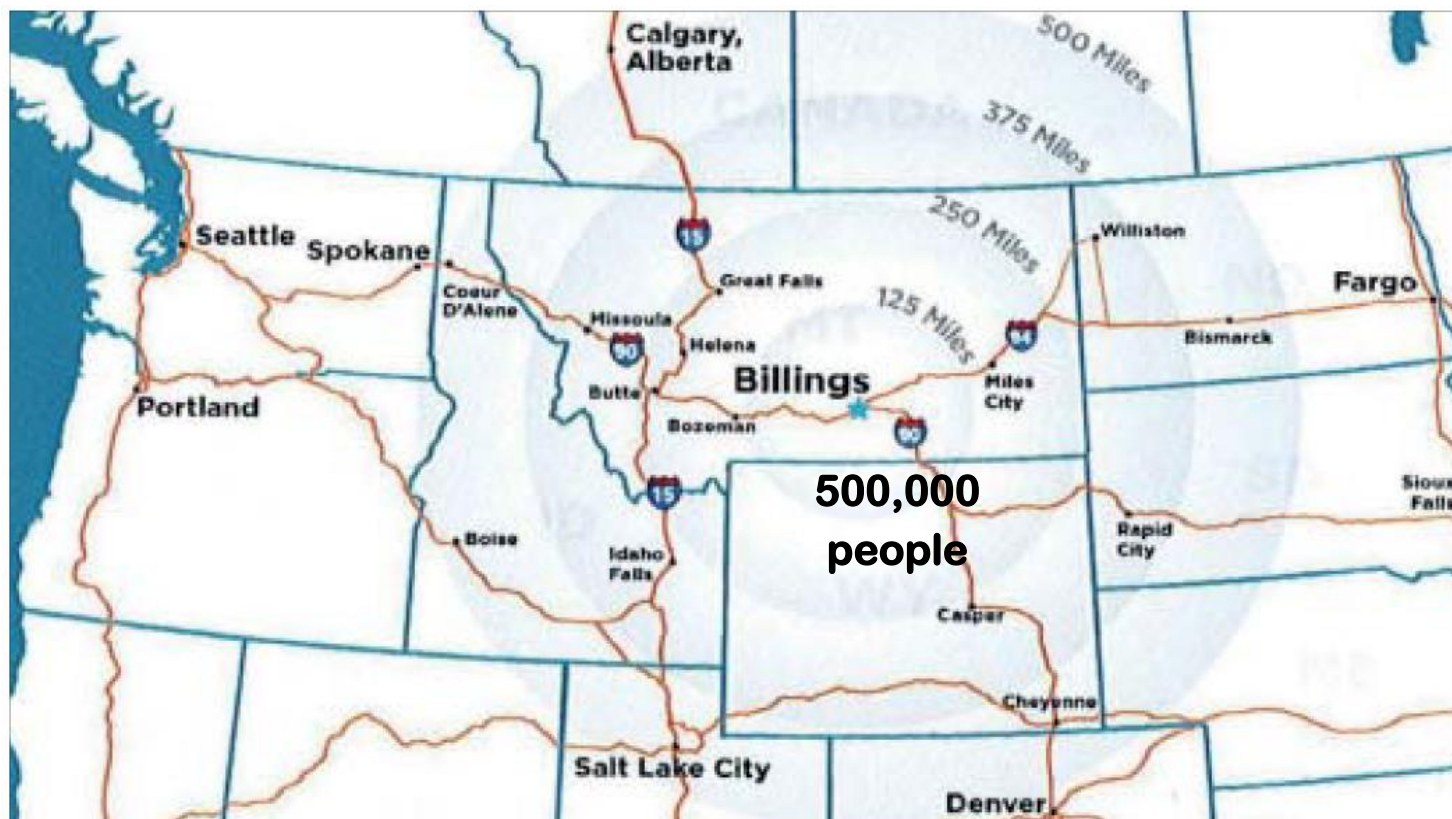 Calgary,
Alberta
500 Miles
CANADA
375 Miles
250 Miles
15
Seattle
Spokane
Williston
Coeur
D'Alene
Great Falls
125 Miles
Fargo
Missoula
90
Helena
94
Bismarck
Billings
Butte
Miles
City
Portland
Bozeman
90
15
500,000
people
Sioux
Falls
Rapid
City
Boise
Idaho
Falls
WY
Casper
Cheyenne
Salt Lake City
Denver